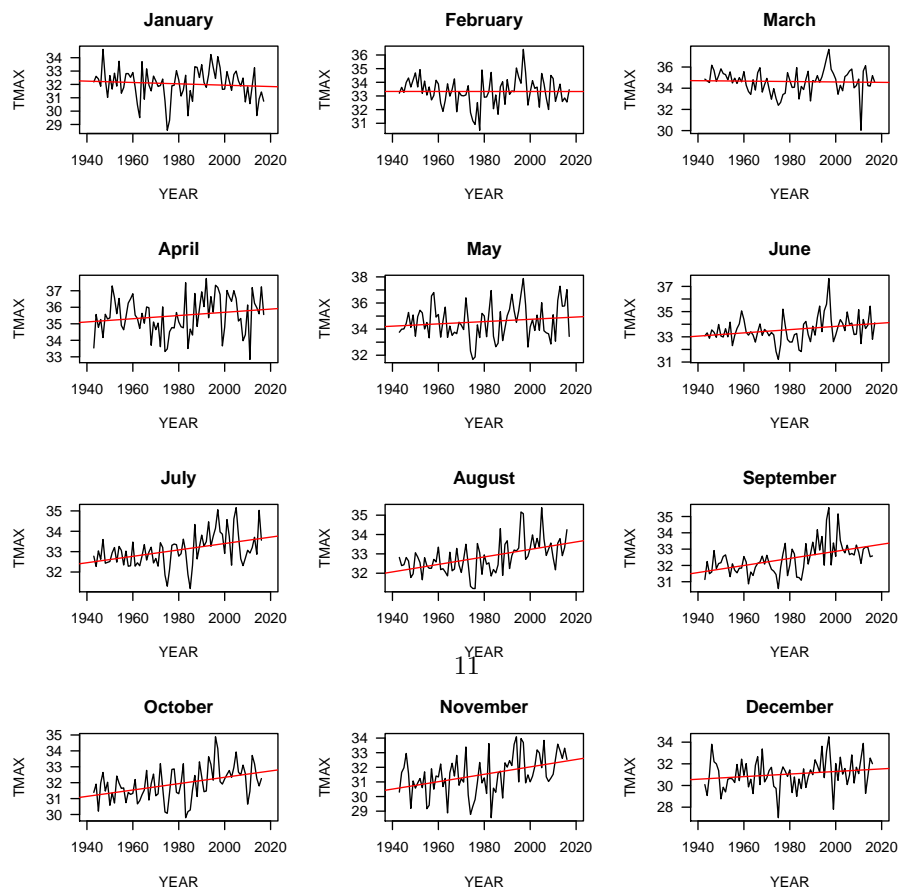 January February March
TMAX 34 33 32 31 30 29 TMAX 36 35 34 33 32 31 TMAX 36 34 32 30
1940 1960 1980 2000 2020 1940 1960 1980 2000 2020 1940 1960 1980 2000 2020
YEAR YEAR YEAR
April May June
TMAX 37 36 35 34 33 TMAX 38 36 34 32 TMAX 37 35 33 31
1940 1960 1980 2000 2020 1940 1960 1980 2000 2020 1940 1960 1980 2000 2020
YEAR YEAR YEAR
July August September
TMAX 35 34 33 32 TMAX 35 34 33 32 TMAX 35 34 33 32 31
1940 1960 1980 2000 2020 1940 1960 1980 2000 2020 1940 1960 1980 2000 2020
YEAR YEAR YEAR
11
October November December
TMAX 35 34 33 32 31 30 TMAX 34 33 32 31 30 29 TMAX 34 32 30 28
1940 1960 1980 2000 2020 1940 1960 1980 2000 2020 1940 1960 1980 2000 2020
YEAR YEAR YEAR